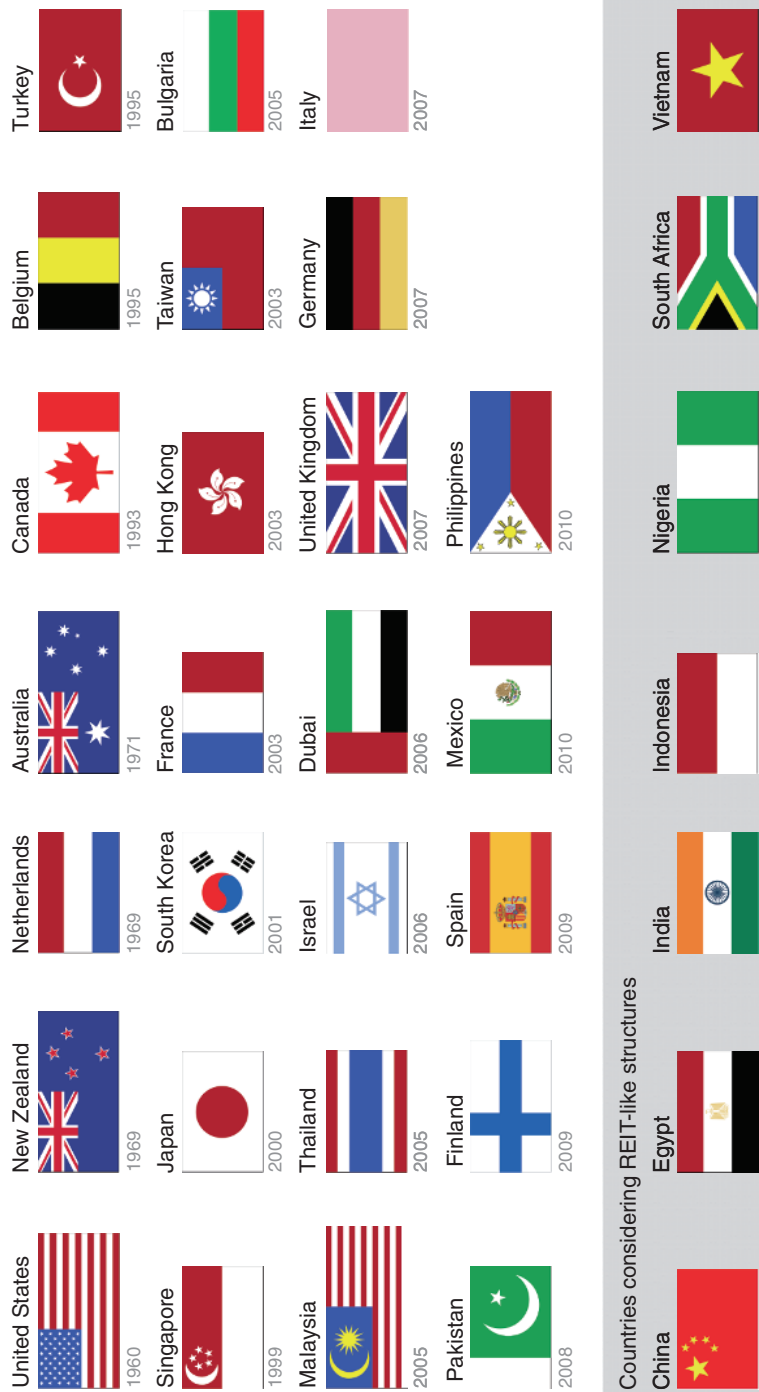 United States
1960
New Zealand
1969
Netherlands
1969
Australia
1971
Canada
1993
Belgium
1995
Turkey
1995
Singapore
1999
Japan
2000
South Korea
2001
France
2003
Hong Kong
2003
Taiwan
2003
Bulgaria
2005
Malaysia
2005
Thailand
2005
Israel
2006
Dubai
2006
United Kingdom
2007
Germany
2007
Italy
2007
Pakistan
2008
Finland
2009
Spain
2009
Mexico
2010
Philippines
2010
Countries considering REIT-like structures
China
Egypt
India
Indonesia
Nigeria
South Africa
Vietnam